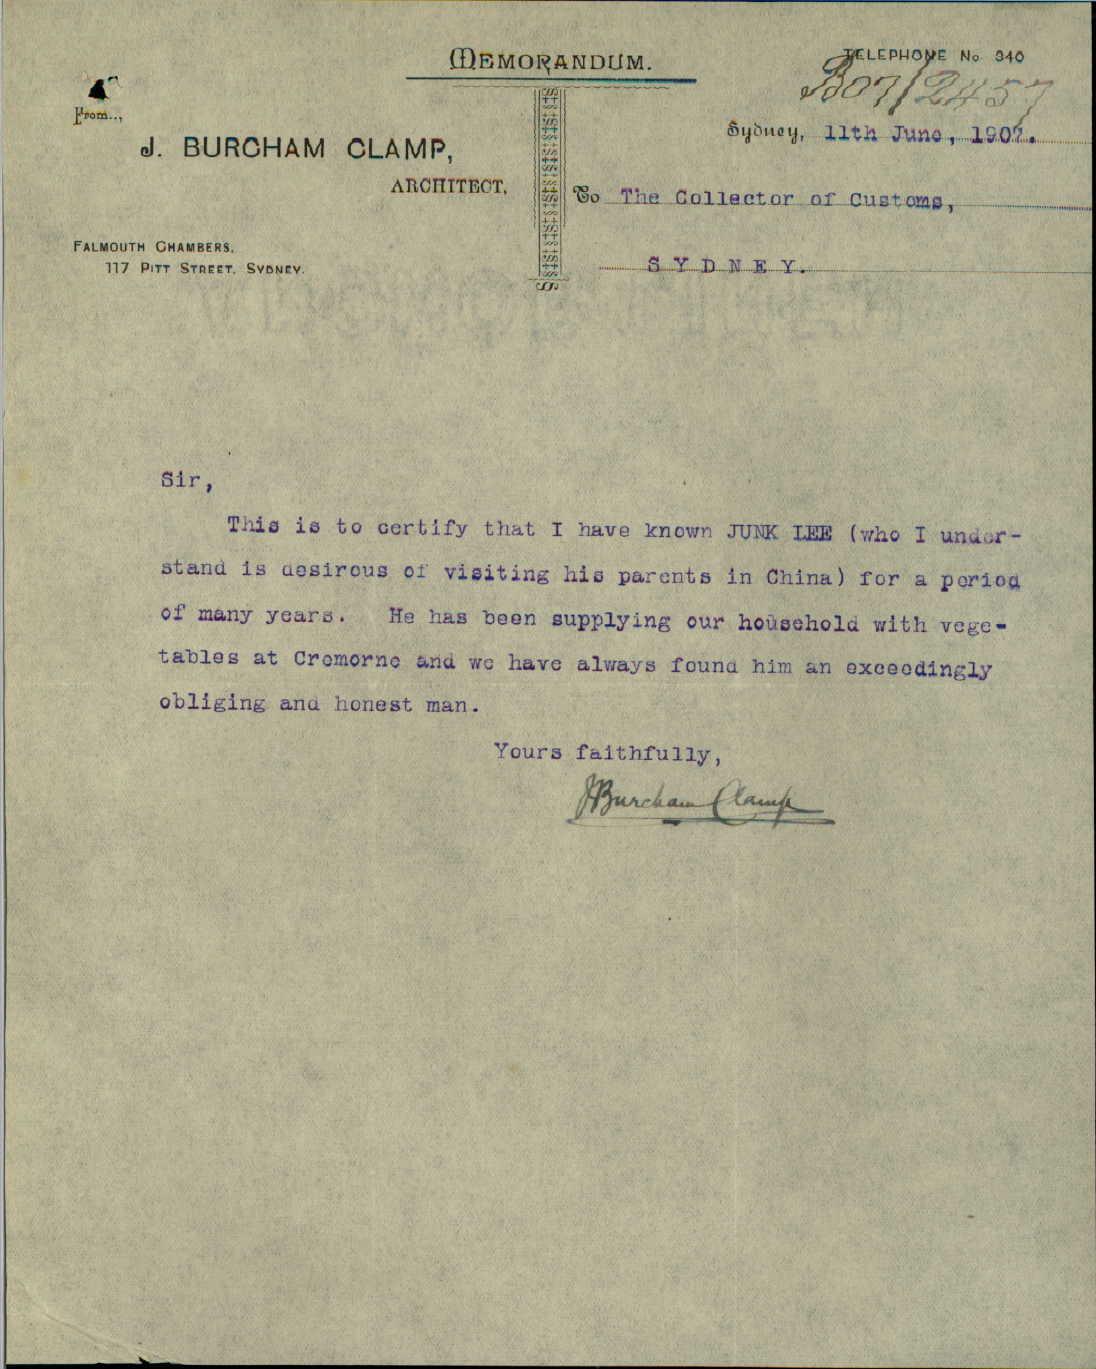 MEMORANDUM.
TELEPHONE No 340
B07/2457
From...,
J. BURCHAM CLAMP,
ARCHITECT,
FALMOUTH CHAMBERS,
117 PITT STREET, SYDNEY.
Sydney, 11th June, 1907.
To The Collector of Customs,
SYDNEY.
Sir,
This is to certify that I have known JUNK LEE (who I under-
stand is desirous of visiting his parents in China) for a period
of many years. He has been supplying our household with vege-
tables at Cremorne and we have always found him an exceedingly
obliging and honest man.
Yours faithfully,
J Burcham Clamp